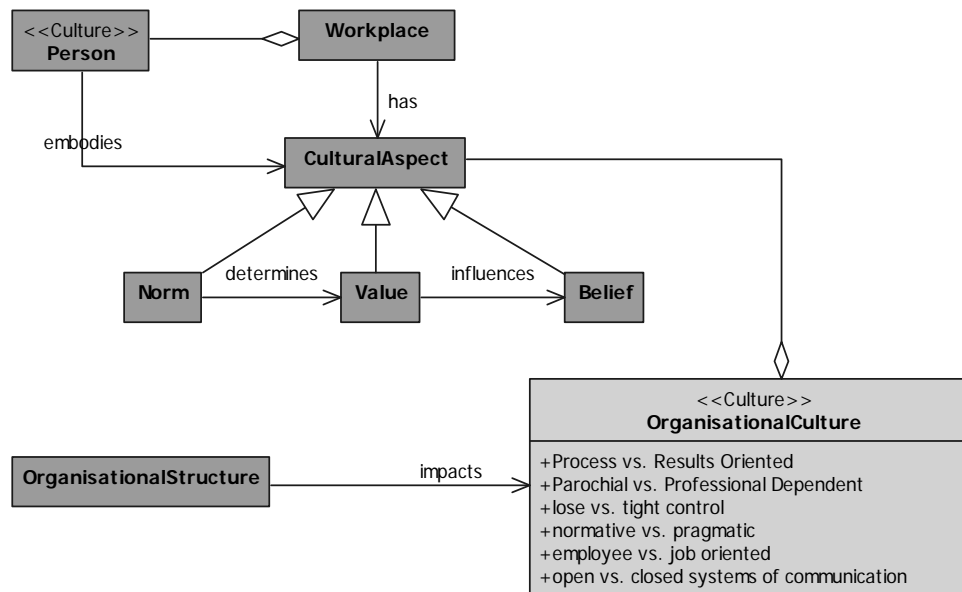 <<Culture>>
Person
Workplace
has
embodies
CulturalAspect
determines
influences
Norm
Value
Belief
<<Culture>>
OrganisationalCulture
OrganisationalStructure
impacts
+Process vs. Results Oriented
+Parochial vs. Professional Dependent
+lose vs. tight control
+normative vs. pragmatic
+employee vs. job oriented
+open vs. closed systems of communication